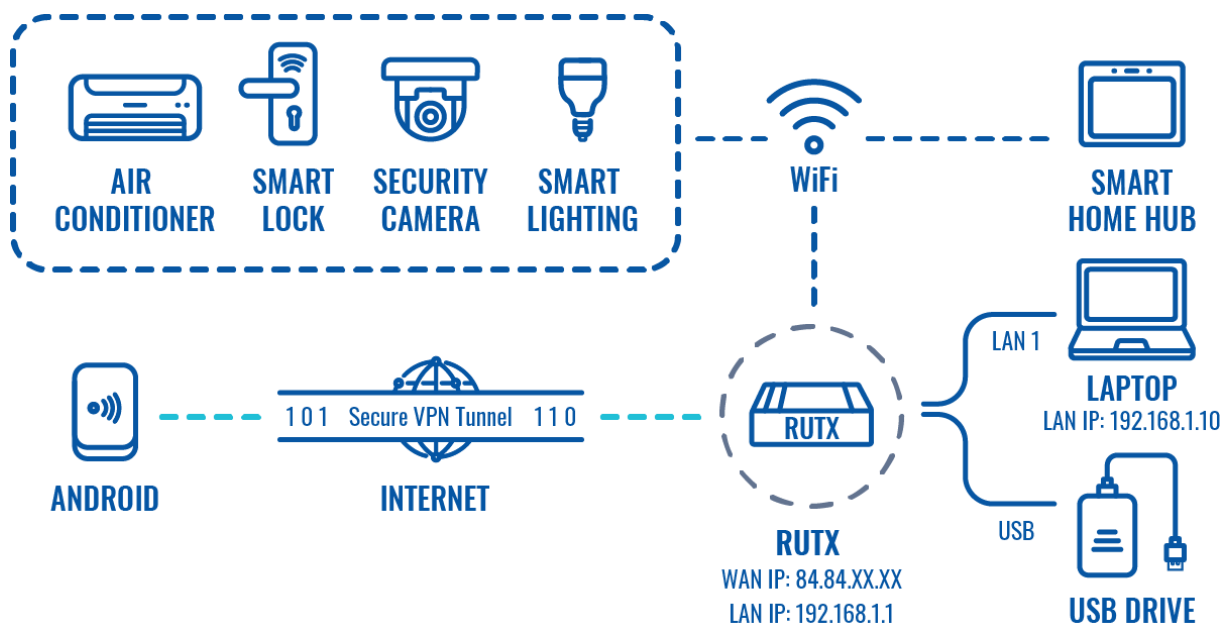 AIR
CONDITIONER
SMART
LOCK
SECURITY
CAMERA
SMART
LIGHTING
WiFi
SMART
HOME HUB
LAN 1
LAPTOP
LAN IP: 192.168.1.10
101 Secure VPN Tunnel 110
ANDROID
INTERNET
RUTX
RUTX
WAN IP: 84.84.XX.XX
LAN IP: 192.168.1.1
USB
USB DRIVE